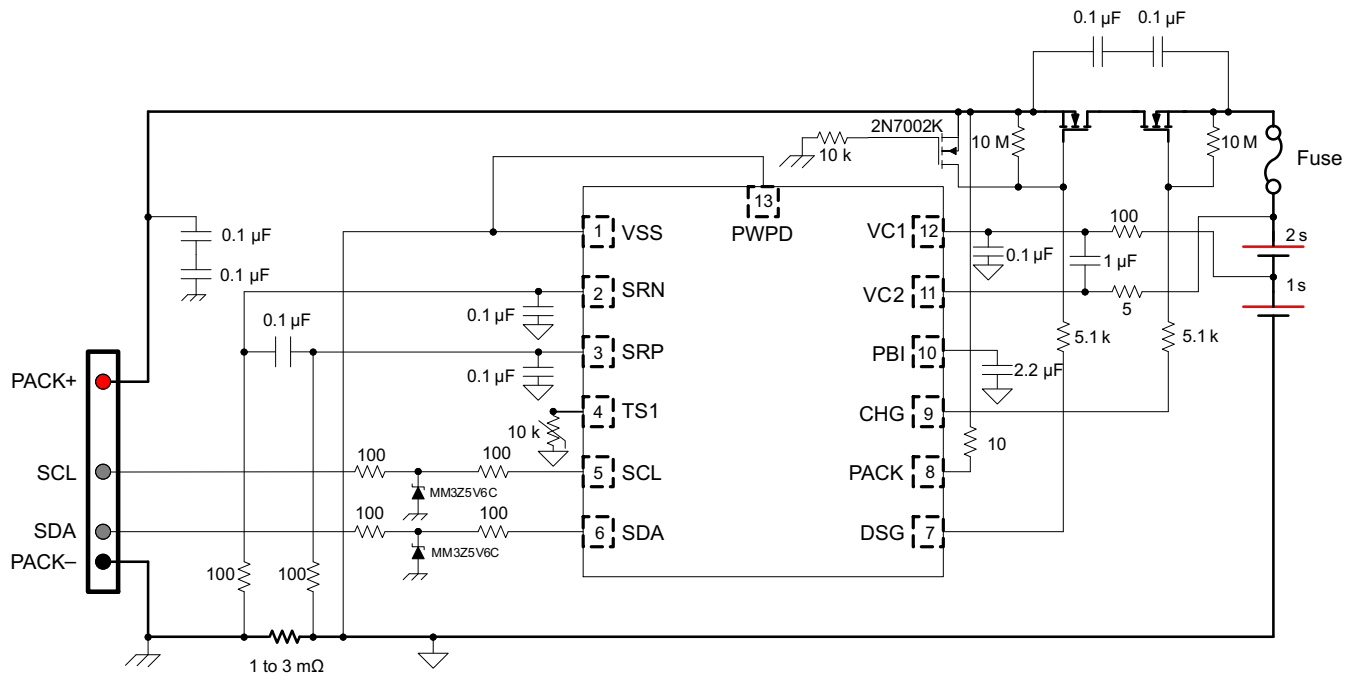 0.1 µF 0.1 µF
2N7002K
10 k
10 M
10 M
Fuse
13
PWPD
0.1 µF
0.1 µF
1 VSS
VC1 12
100
2 s
0.1 µF
1 µF
2 SRN
VC2 11
1 s
0.1 µF
5
0.1 µF
5.1 k
5.1 k
3 SRP
PBI 10
0.1 µF
2.2 µF
PACK+
4 TS1
CHG 9
10 k
10
100
100
SCL
5 SCL
PACK 8
MM3Z5V6C
100
100
SDA
6 SDA
DSG 7
MM3Z5V6C
PACK–
100
100
1 to 3 mΩ